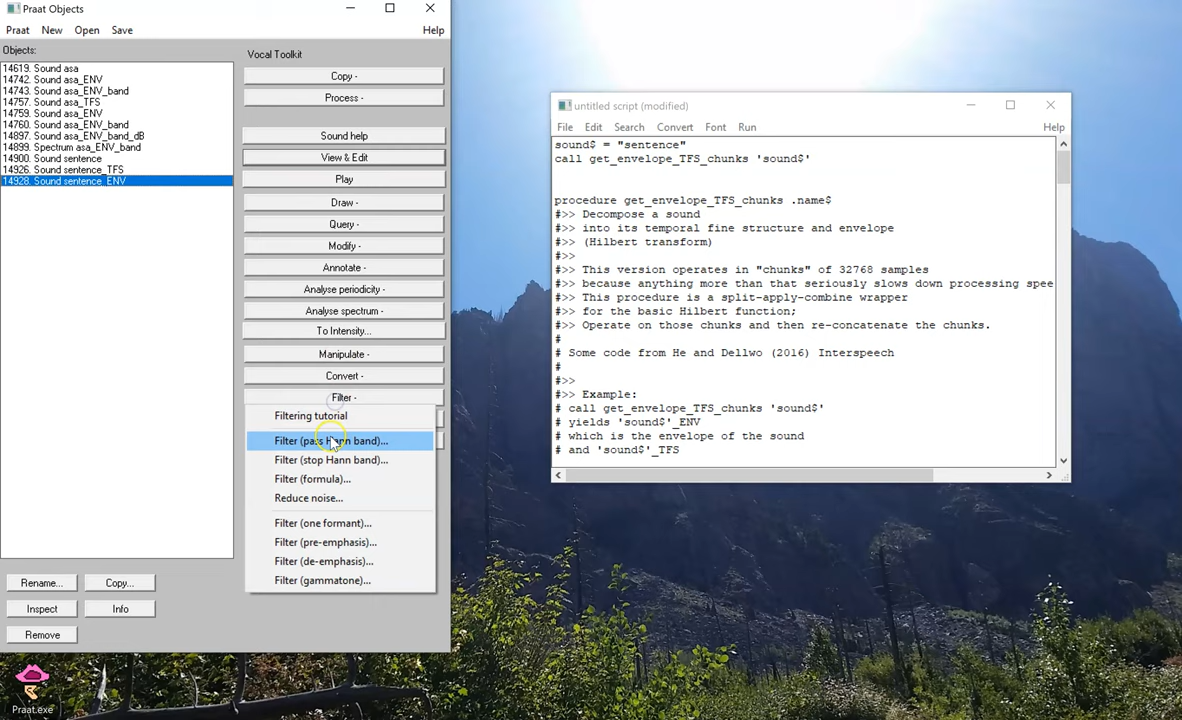 Praat Objects
Praat New Open Save Help
Objects:
14619. Sound asa
14742. Sound asa_ENV
14743. Sound asa_ENV_band
14757. Sound asa_TFS
14759. Sound asa_ENV
14760. Sound asa_ENV_band
14897. Sound asa_ENV_band_dB
14899. Spectrum asa_ENV_band
14900. Sound sentence
14926. Sound sentence_TFS
14928. Sound sentence_ENV
Vocal Toolkit
Copy -
Process -
Sound help
View & Edit
Play
Draw -
Query -
Modify -
Annotate -
Analyse periodicity -
Analyse spectrum -
To Intensity...
Manipulate -
Convert -
Filter -
Filtering tutorial
Filter (pass Hann band)...
Filter (stop Hann band)...
Filter (formula)...
Reduce noise...
Filter (one formant)...
Filter (pre-emphasis)...
Filter (de-emphasis)...
Filter (gammatone)...
Rename... Copy...
Inspect Info
Remove
Praat.exe
untitled script (modified)
File Edit Search Convert Font Run Help
sound$ = "sentence"
call get_envelope_TFS_chunks 'sound$'
procedure get_envelope_TFS_chunks .name$
#>> Decompose a sound
#>> into its temporal fine structure and envelope
#>> (Hilbert transform)
#>>
#>> This version operates in "chunks" of 32768 samples
#>> because anything more than that seriously slows down processing spee
#>> This procedure is a split-apply-combine wrapper
#>> for the basic Hilbert function;
#>> Operate on those chunks and then re-concatenate the chunks.
#
# Some code from He and Dellwo (2016) Interspeech
#
#>>
#>> Example:
# call get_envelope_TFS_chunks 'sound$'
# yields 'sound$'_ENV
# which is the envelope of the sound
# and 'sound$'_TFS